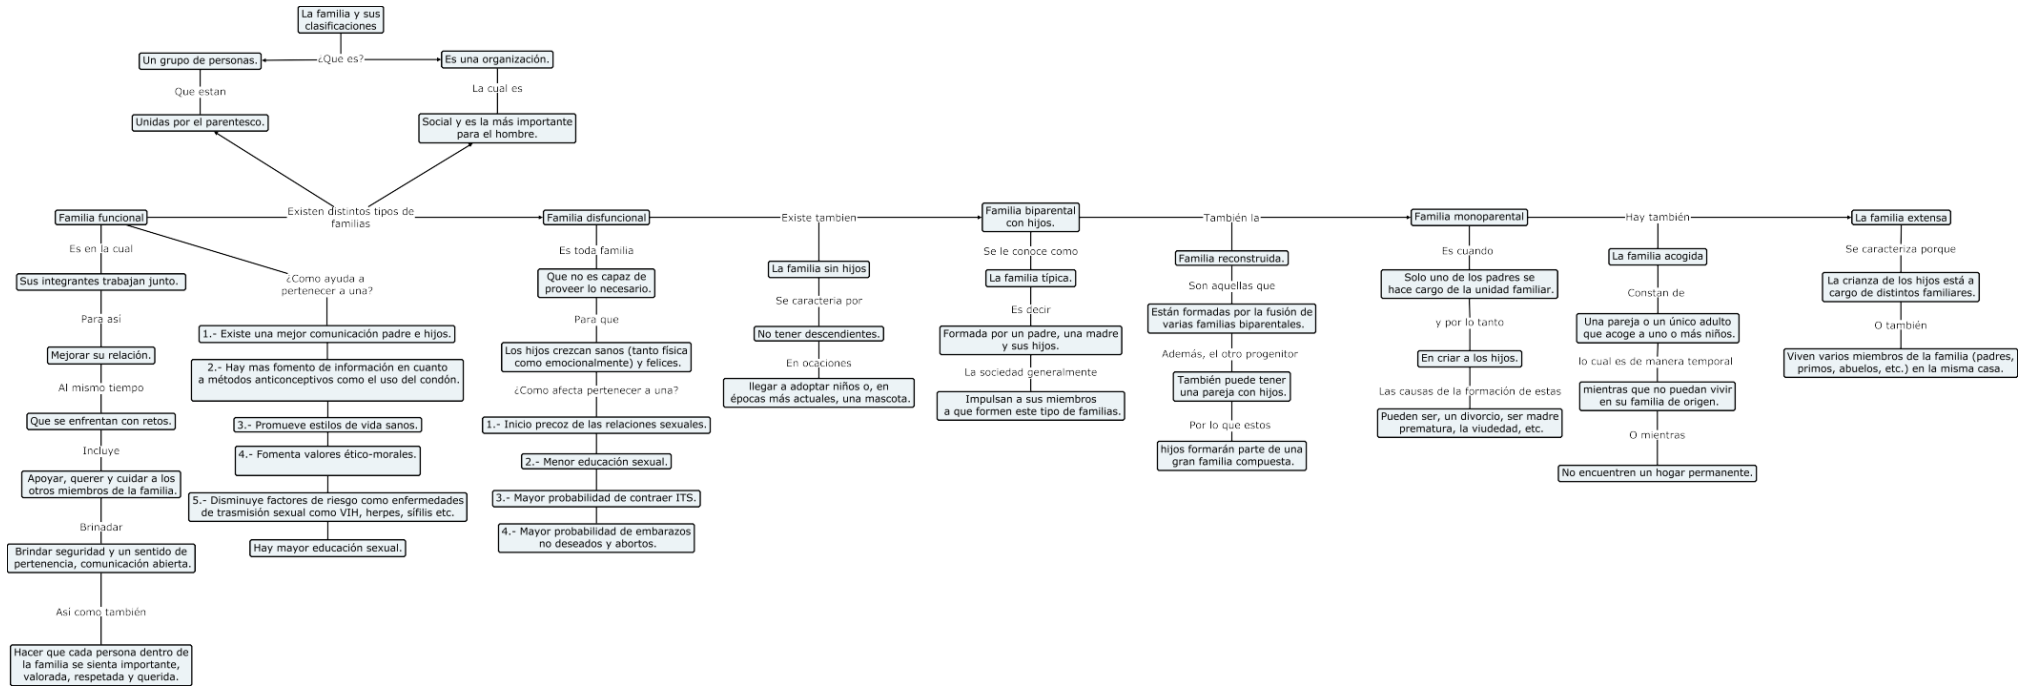 La familia y sus
clasificaciones
¿Qué es?
Un grupo de personas.
Es una organización.
Que estan
La cual es
Unidas por el parentesco.
Social y es la más importante
para el hombre.
Existen distintos tipos de
familias
Familia funcional
Es en la cual
Sus integrantes trabajan junto.
Para así
Mejorar su relación.
Al mismo tiempo
Que se enfrentan con retos.
Incluye
Apoyar, querer y cuidar a los
otros miembros de la familia.
Brinadar
Brindar seguridad y un sentido de
pertenencia, comunicación abierta.
Así como también
Hacer que cada persona dentro de
la familia se sienta importante,
valorada, respetada y querida.
¿Como ayuda a
pertenecer a una?
1.- Existe una mejor comunicación padre e hijos.
2.- Hay mas fomento de información en cuanto
a métodos anticonceptivos como el uso del condón.
3.- Promueve estilos de vida sanos.
4.- Fomenta valores ético-morales.
5.- Disminuye factores de riesgo como enfermedades
de trasmisión sexual como VIH, herpes, sífilis etc.
Hay mayor educación sexual.
Familia disfuncional
Es toda familia
Que no es capaz de
proveer lo necesario.
Para que
Los hijos crezcan sanos (tanto física
como emocionalmente) y felices.
¿Como afecta pertenecer a una?
1.- Inicio precoz de las relaciones sexuales.
2.- Menor educación sexual.
3.- Mayor probabilidad de contraer ITS.
4.- Mayor probabilidad de embarazos
no deseados y abortos.
Existe tambien
La familia sin hijos
Se caracteria por
No tener descendientes.
En ocaciones
llegar a adoptar niños o, en
épocas más actuales, una mascota.
Familia biparental
con hijos.
Se le conoce como
La familia típica.
Es decir
Formada por un padre, una madre
y sus hijos.
La sociedad generalmente
Impulsan a sus miembros
a que formen este tipo de familias.
También la
Familia reconstruida.
Son aquellas que
Están formadas por la fusión de
varias familias biparentales.
Además, el otro progenitor
También puede tener
una pareja con hijos.
Por lo que estos
hijos formarán parte de una
gran familia compuesta.
Familia monoparental
Es cuando
Solo uno de los padres se
hace cargo de la unidad familiar.
y por lo tanto
En criar a los hijos.
Las causas de la formación de estas
Pueden ser, un divorcio, ser madre
prematura, la viudedad, etc.
Hay también
La familia acogida
Constan de
Una pareja o un único adulto
que acoge a uno o más niños.
lo cual es de manera temporal
mientras que no puedan vivir
en su familia de origen.
O mientras
No encuentren un hogar permanente.
La familia extensa
Se caracteriza porque
La crianza de los hijos está a
cargo de distintos familiares.
O también
Viven varios miembros de la familia (padres,
primos, abuelos, etc.) en la misma casa.